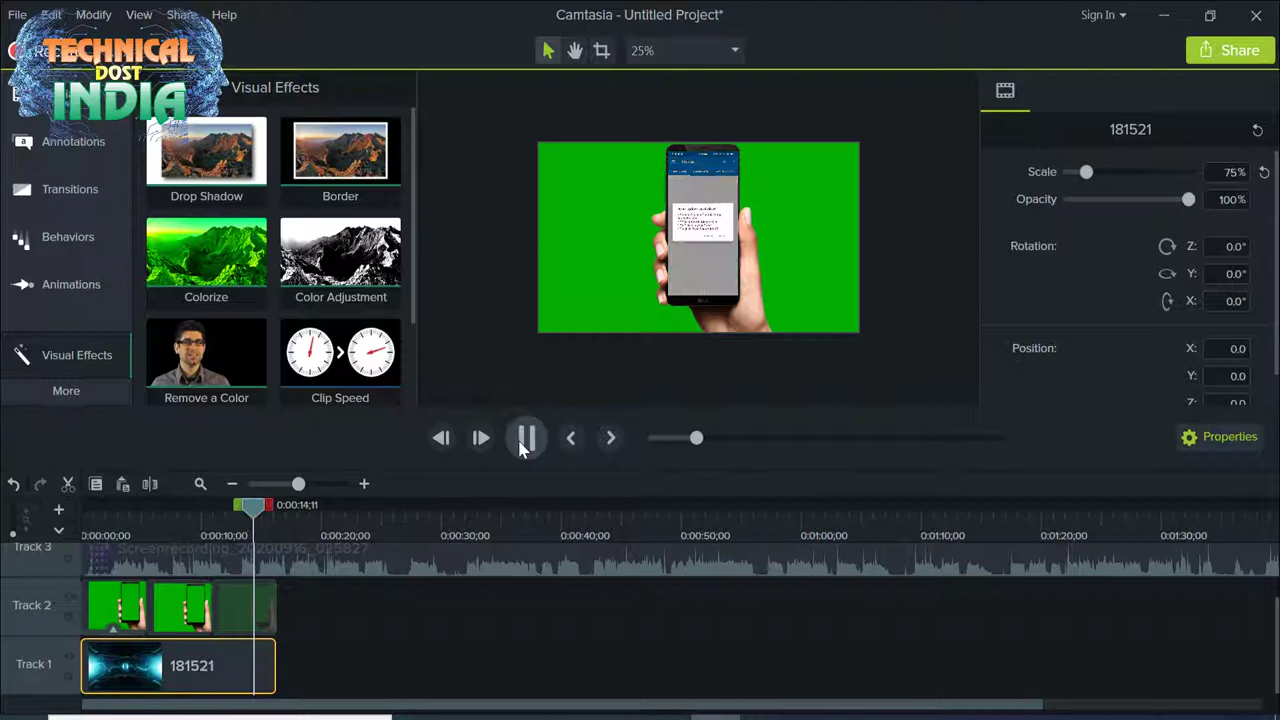 File Edit Modify View Share Help
Camtasia - Untitled Project*
Sign In
TECHNICAL
DOST
INDIA
25%
Share
Visual Effects
Annotations
Transitions
Behaviors
Animations
Visual Effects
More
Drop Shadow
Border
Colorize
Color Adjustment
Remove a Color
Clip Speed
181521
Scale 75%
Opacity 100%
Rotation: Z: 0.0°
Y: 0.0°
X: 0.0°
Position: X: 0.0
Y: 0.0
Z: 0.0
Properties
0:00:14;11
0:00:00;00 0:00:10;00 0:00:20;00 0:00:30;00 0:00:40;00 0:00:50;00 0:01:00;00 0:01:10;00 0:01:20;00 0:01:30;00
Track 3
Screenrecording_20200916_025827
Track 2
Track 1
181521